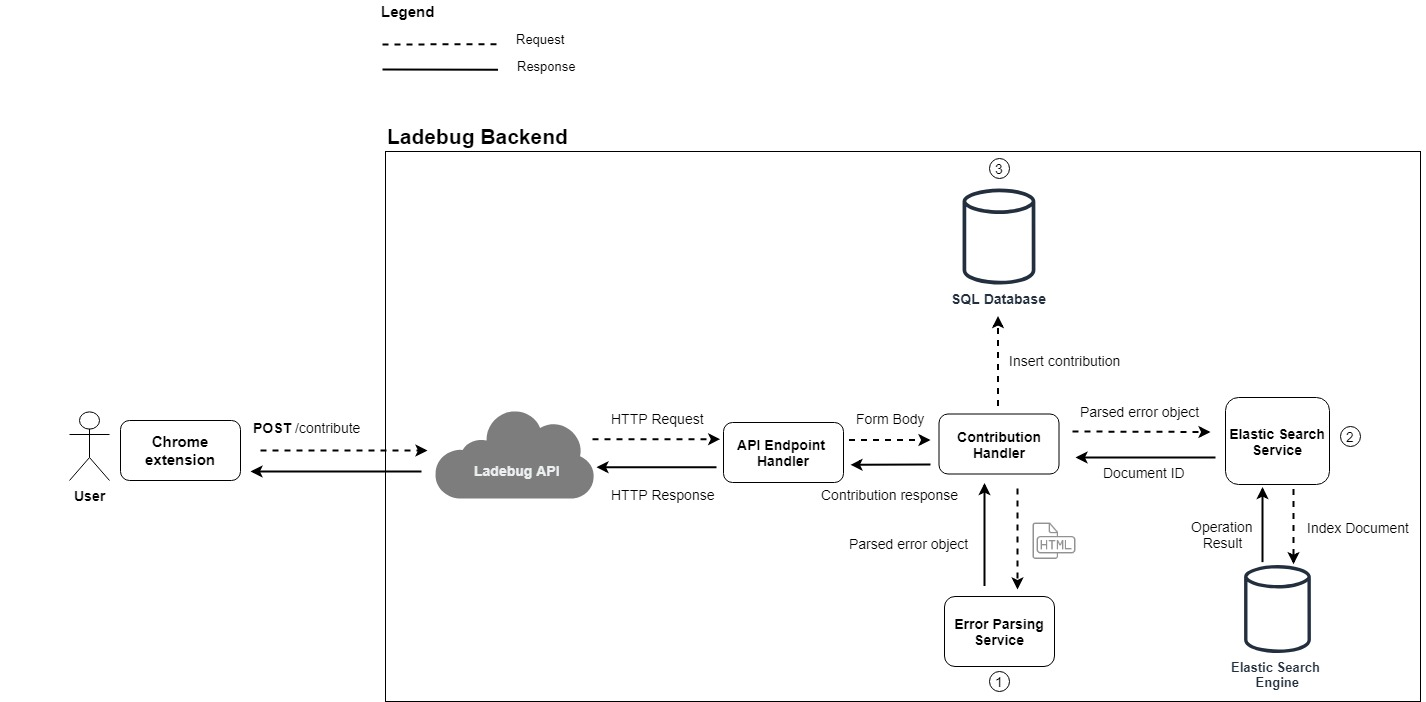 Legend
Request
Response
Ladebug Backend
3
SQL Database
Insert contribution
User
Chrome
extension
POST /contribute
Ladebug API
HTTP Request
HTTP Response
API Endpoint
Handler
Form Body
Contribution response
Contribution
Handler
Parsed error object
Document ID
Elastic Search
Service
2
Parsed error object
HTML
Operation
Result
Index Document
Error Parsing
Service
1
Elastic Search
Engine